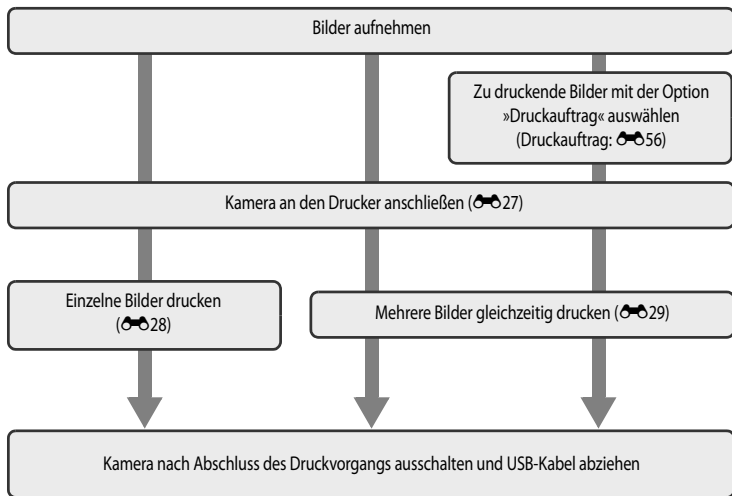 Bilder aufnehmen
Zu druckende Bilder mit der Option
»Druckauftrag« auswählen
(Druckauftrag: 56)
Kamera an den Drucker anschließen (27)
Einzelne Bilder drucken
(28)
Mehrere Bilder gleichzeitig drucken (29)
Kamera nach Abschluss des Druckvorgangs ausschalten und USB-Kabel abziehen